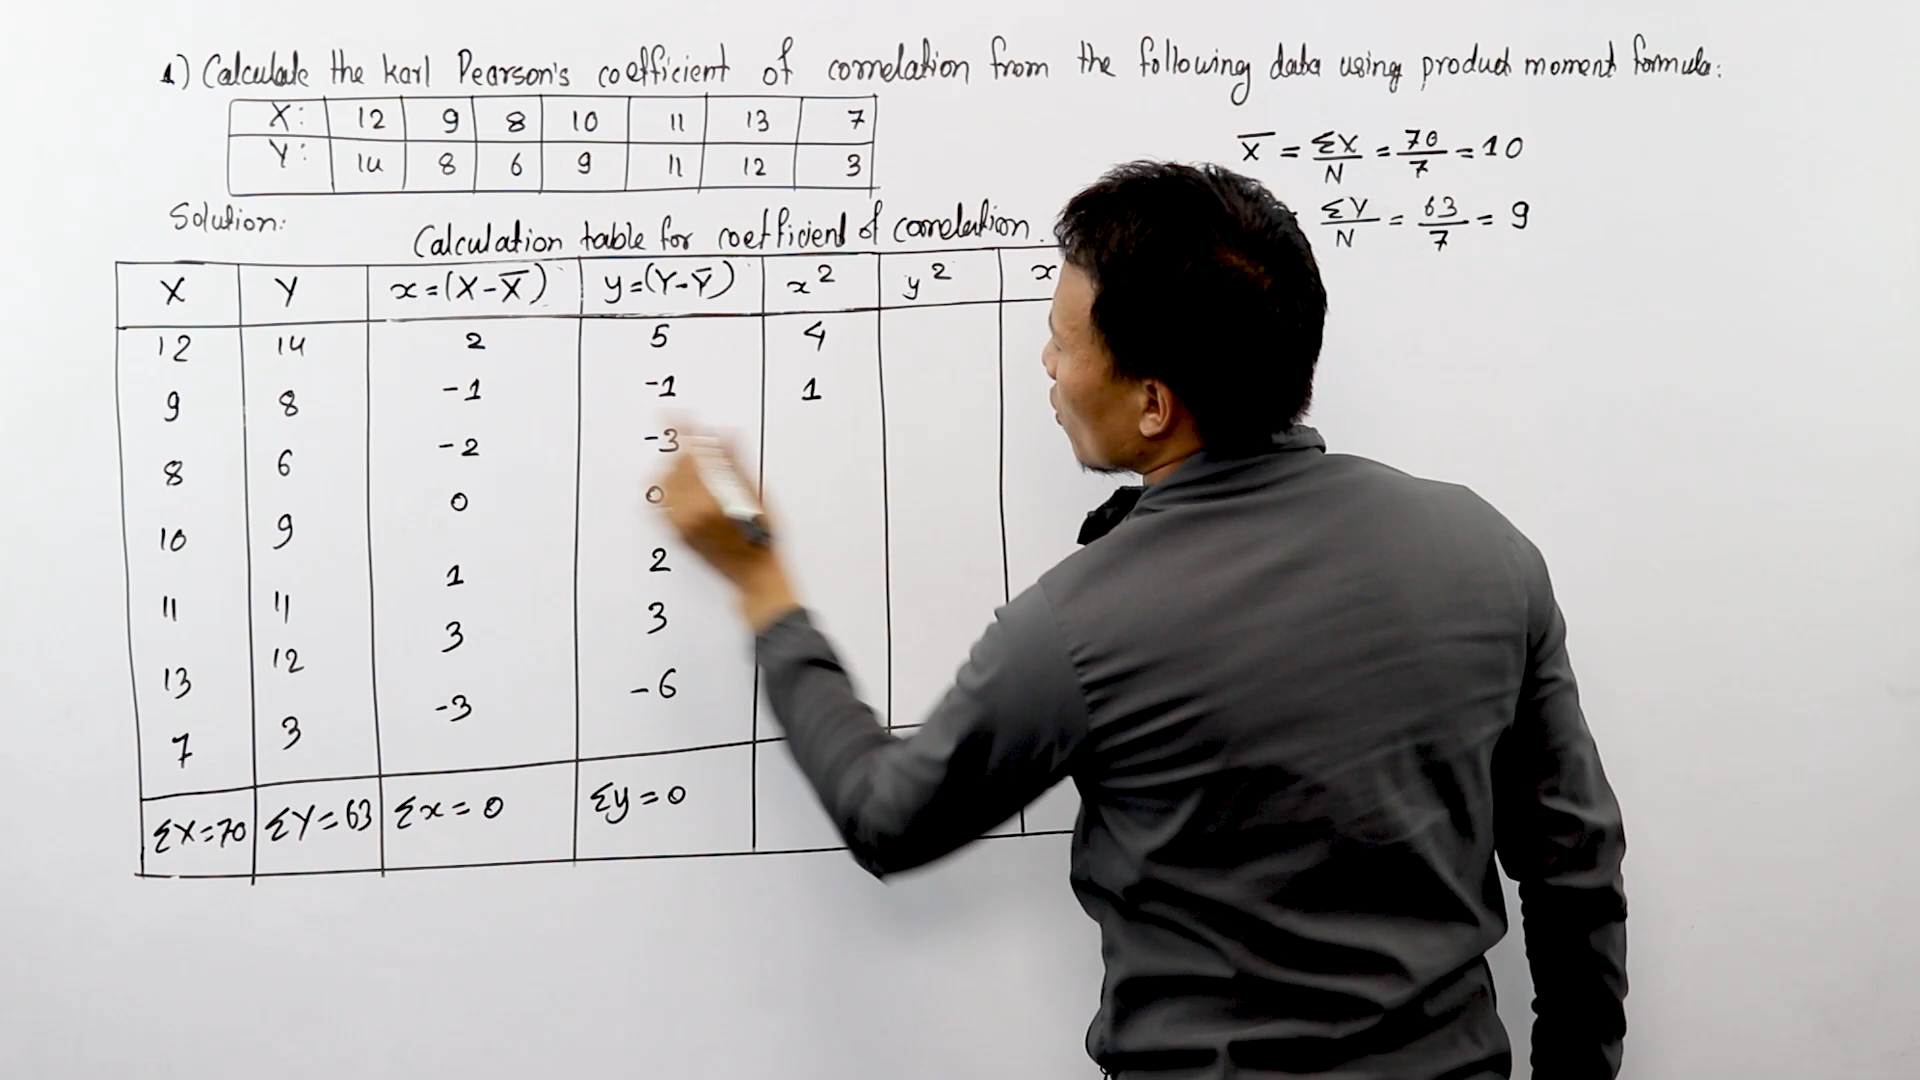 1) Calculate the Karl Pearson's coefficient of correlation from the following data using product moment formula:
X: 12 9 8 10 11 13 7
Y: 14 8 6 9 11 12 3
X̄ = ΣX/N = 70/7 = 10
ΣY/N = 63/7 = 9
Solution:
Calculation table for coefficient of correlation.
X Y x=(X-X̄) y=(Y-Ȳ) x² y² x
12 14 2 5 4
9 8 -1 -1 1
8 6 -2 -3
10 9 0 0
11 11 1 2
13 12 3 3
7 3 -3 -6
ΣX=70 ΣY=63 Σx=0 Σy=0